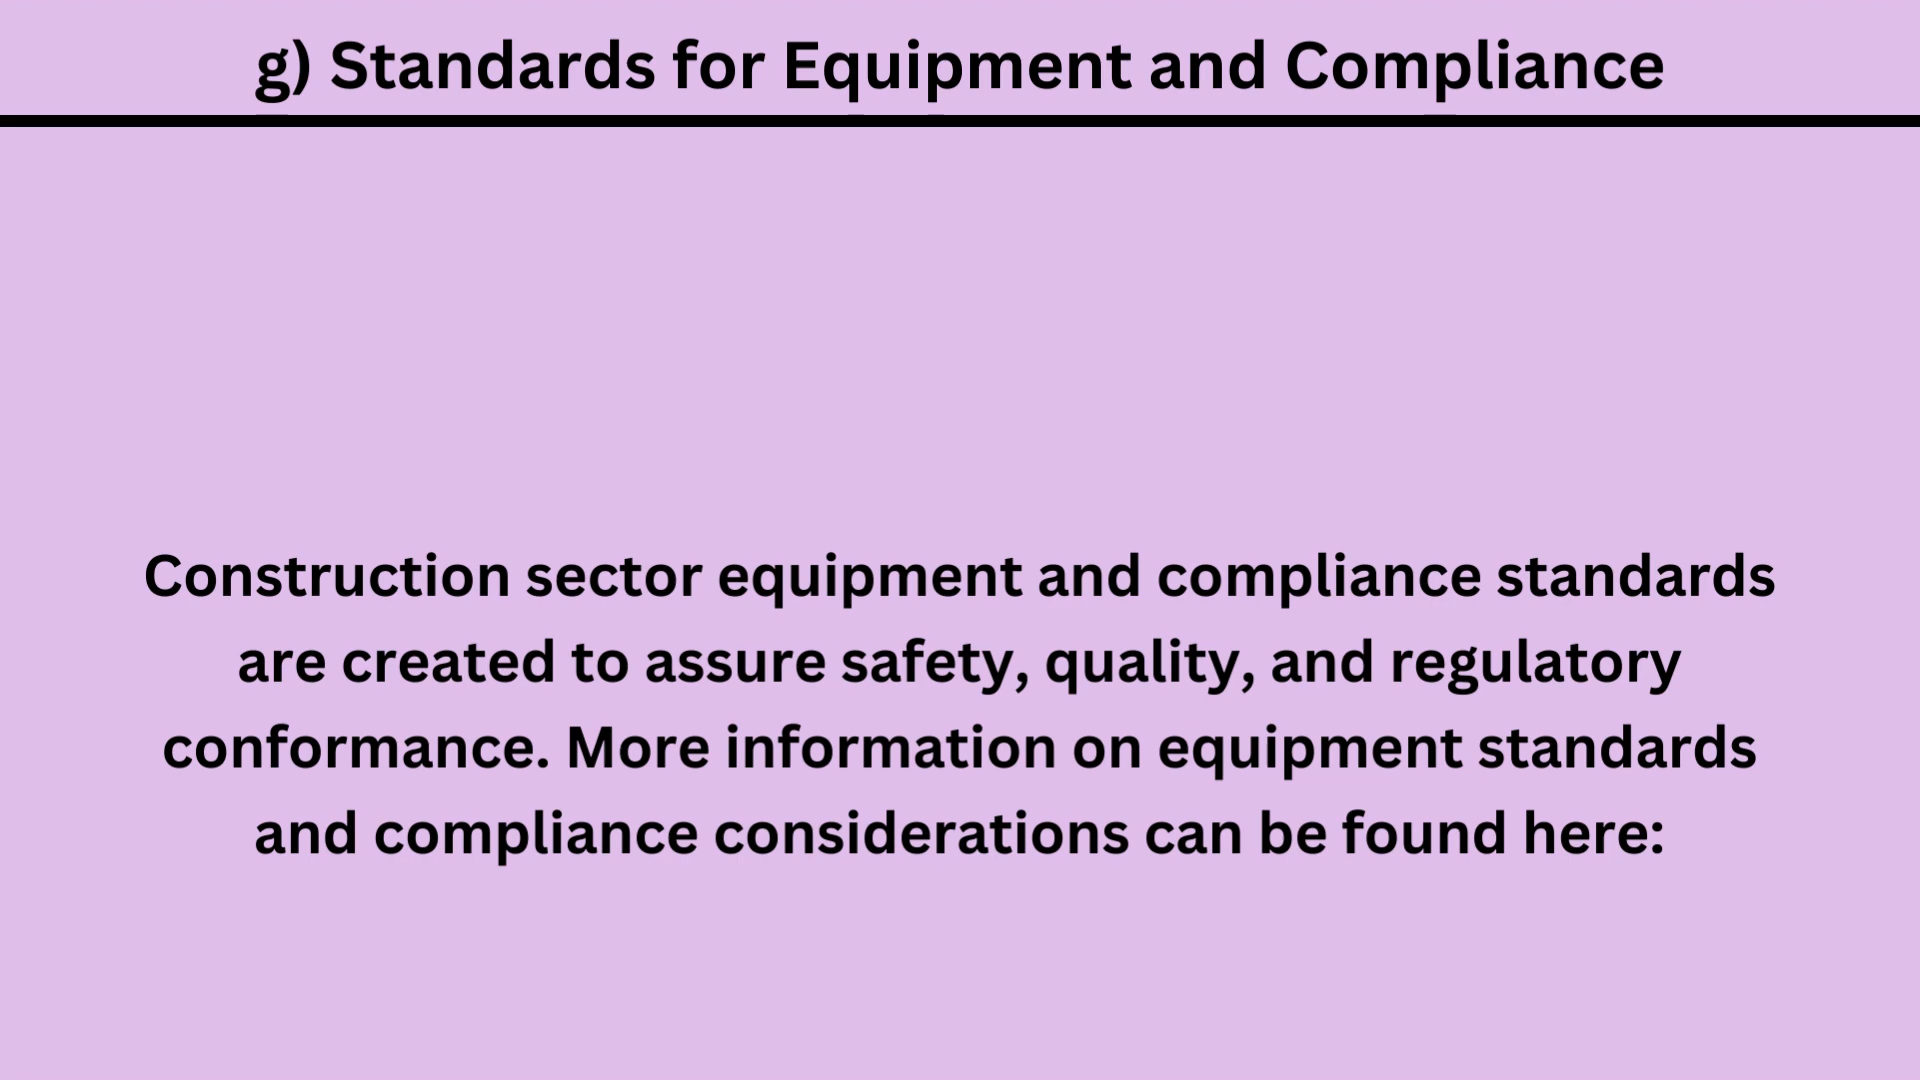 g) Standards for Equipment and Compliance
Construction sector equipment and compliance standards
are created to assure safety, quality, and regulatory
conformance. More information on equipment standards
and compliance considerations can be found here: